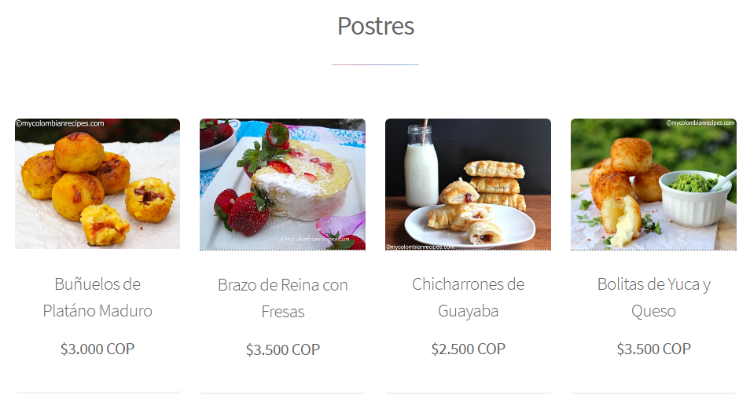 Postres
©mycolombianrecipes.com
©mycolombianrecipes.com
©mycolombianrecipes.com
©mycolombianrecipes.com
Buñuelos de
Platáno Maduro
$3.000 COP
Brazo de Reina con
Fresas
$3.500 COP
Chicharrones de
Guayaba
$2.500 COP
Bolitas de Yuca y
Queso
$3.500 COP